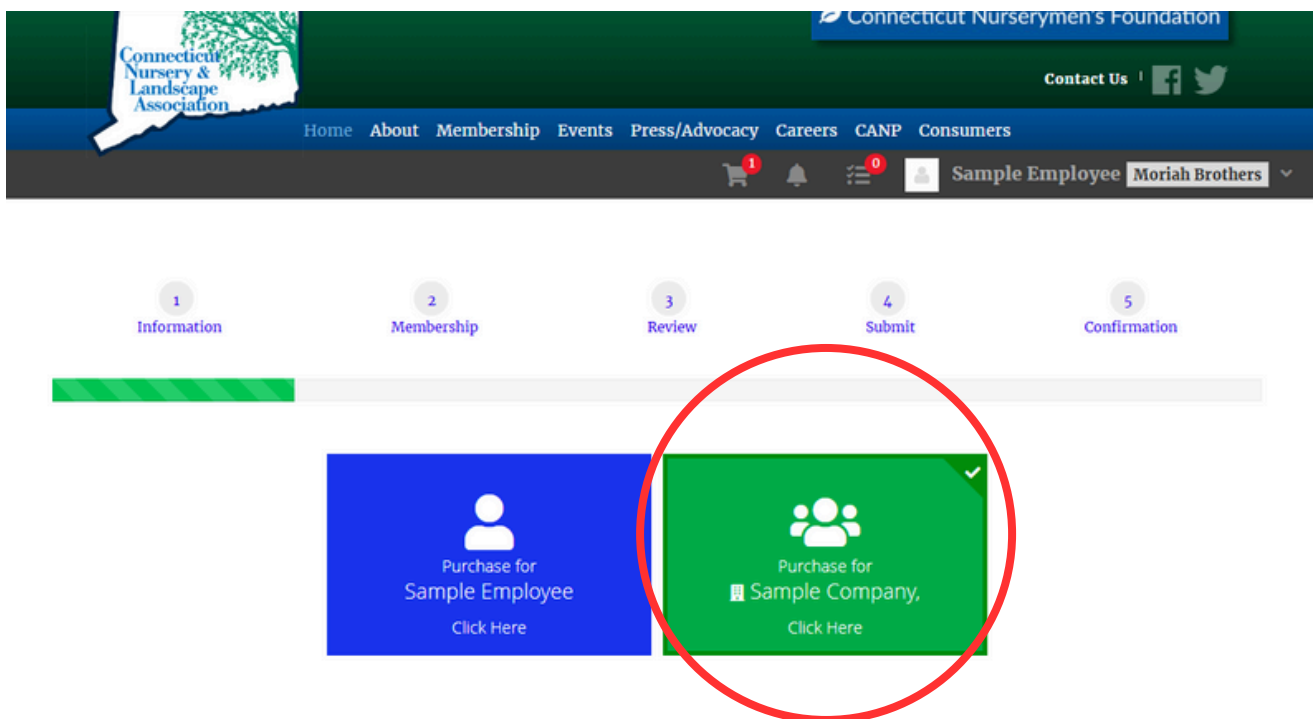 Connecticut Nurserymen's Foundation
Connecticut
Nursery &
Landscape
Association
Contact Us
Home About Membership Events Press/Advocacy Careers CANP Consumers
1 0 Sample Employee Moriah Brothers
1 2 3 4 5
Information Membership Review Submit Confirmation
Purchase for
Sample Employee
Click Here
Purchase for
Sample Company,
Click Here